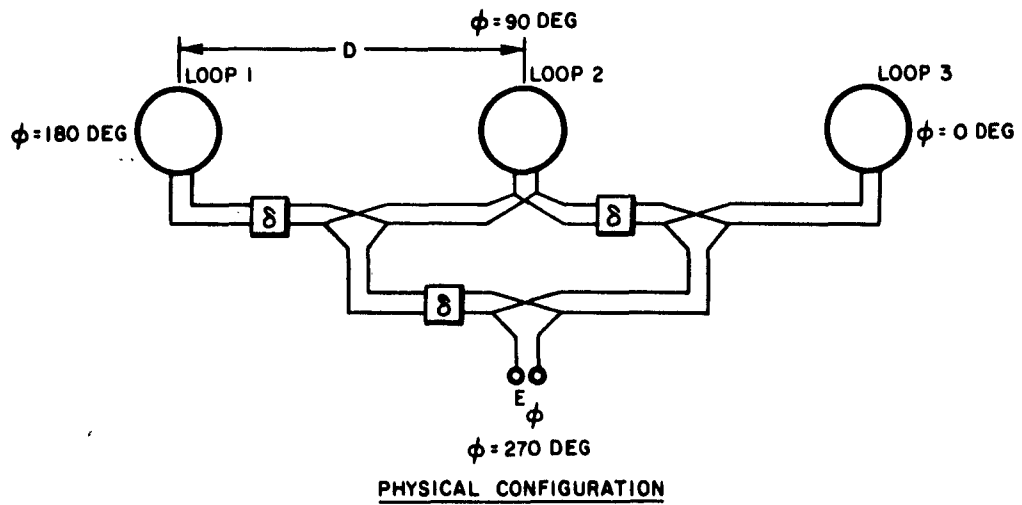 ϕ = 90 DEG
D
LOOP 1
LOOP 2
LOOP 3
ϕ = 180 DEG
ϕ = 0 DEG
δ
δ
δ
E
ϕ
ϕ = 270 DEG
PHYSICAL CONFIGURATION